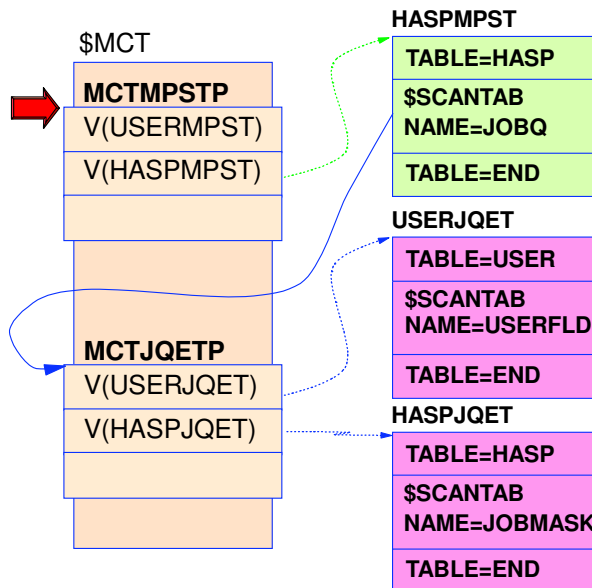 $MCT
MCTMPSTP
V(USERMPST)
V(HASPMPST)
MCTJQETP
V(USERJQET)
V(HASPJQET)
HASPMPST
TABLE=HASP
$SCANTAB
NAME=JOBQ
TABLE=END
USERJQET
TABLE=USER
$SCANTAB
NAME=USERFLD
TABLE=END
HASPJQET
TABLE=HASP
$SCANTAB
NAME=JOBMASK
TABLE=END